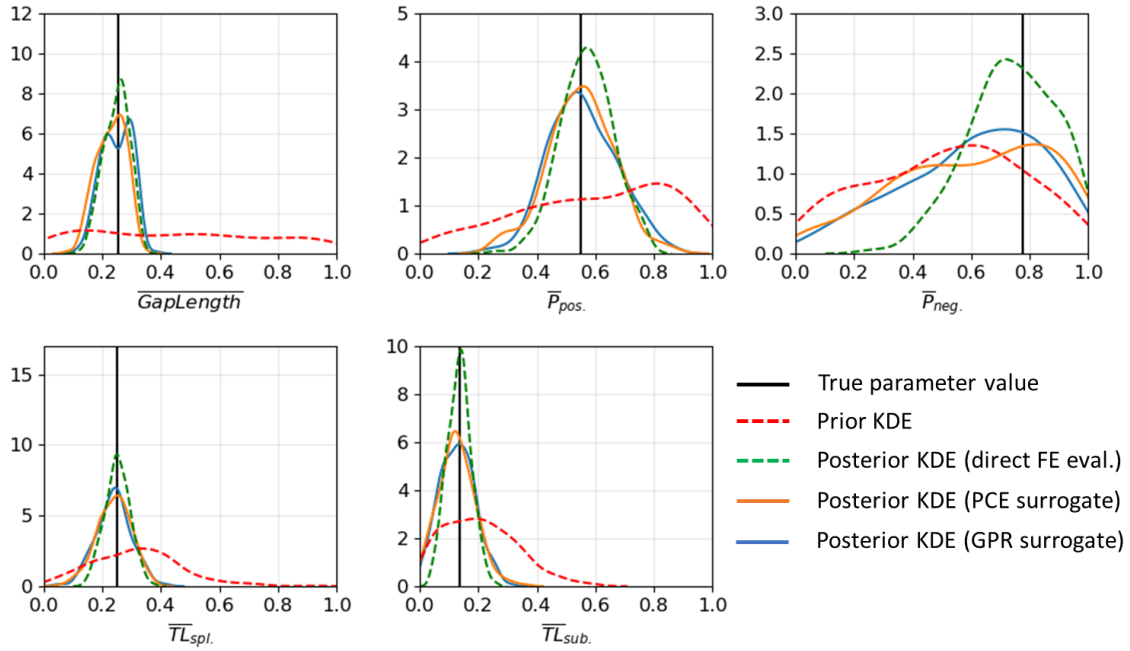 12
10
8
6
4
2
0
0.0 0.2 0.4 0.6 0.8 1.0
GapLength
5
4
3
2
1
0
0.0 0.2 0.4 0.6 0.8 1.0
P̅pos.
3.0
2.5
2.0
1.5
1.0
0.5
0.0
0.0 0.2 0.4 0.6 0.8 1.0
P̅neg.
15
10
5
0
0.0 0.2 0.4 0.6 0.8 1.0
TLspl.
10
8
6
4
2
0
0.0 0.2 0.4 0.6 0.8 1.0
TLsub.
True parameter value
Prior KDE
Posterior KDE (direct FE eval.)
Posterior KDE (PCE surrogate)
Posterior KDE (GPR surrogate)